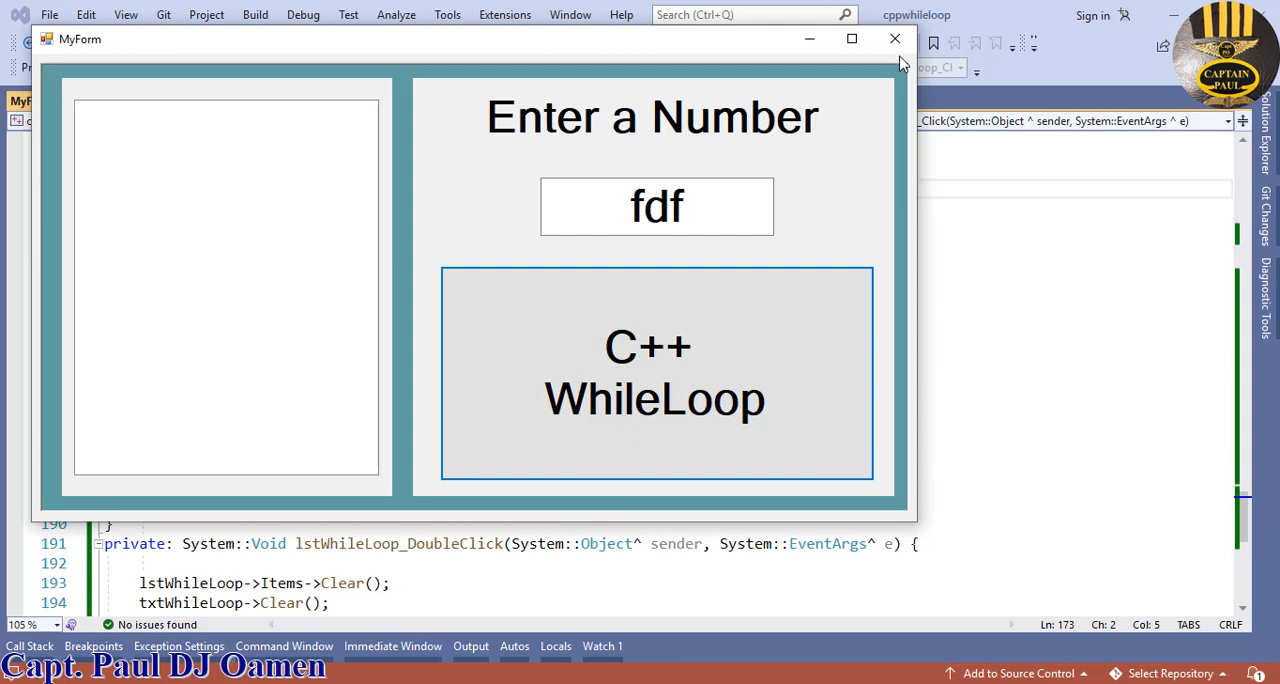 File Edit View Git Project Build Debug Test Analyze Tools Extensions Window Help Search (Ctrl+Q) cppwhileloop Sign in
MyForm
Pr
oop_Cl
CAPTAIN
PAUL
MyF
_Click(System::Object ^ sender, System::EventArgs ^ e)
Enter a Number
fdf
C++
WhileLoop
Solution Explorer
Git Changes
Diagnostic Tools
190 }
191 private: System::Void lstWhileLoop_DoubleClick(System::Object^ sender, System::EventArgs^ e) {
192
193 lstWhileLoop->Items->Clear();
194 txtWhileLoop->Clear();
105 % No issues found Ln: 173 Ch: 2 Col: 5 TABS CRLF
Call Stack Breakpoints Exception Settings Command Window Immediate Window Output Autos Locals Watch 1
Capt. Paul DJ Oamen
Add to Source Control Select Repository 1